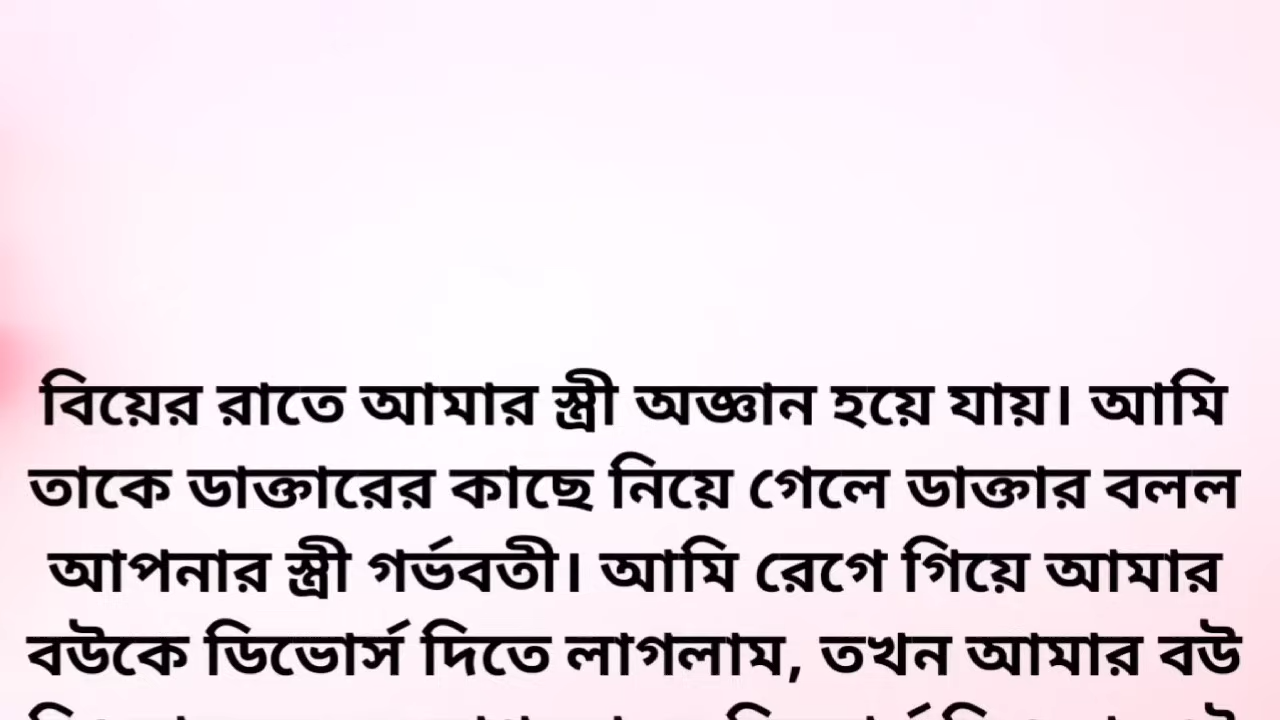 বিয়ের রাতে আমার স্ত্রী অজ্ঞান হয়ে যায়। আমি
তাকে ডাক্তারের কাছে নিয়ে গেলে ডাক্তার বলল
আপনার স্ত্রী গর্ভবতী। আমি রেগে গিয়ে আমার
বউকে ডিভোর্স দিতে লাগলাম, তখন আমার বউ